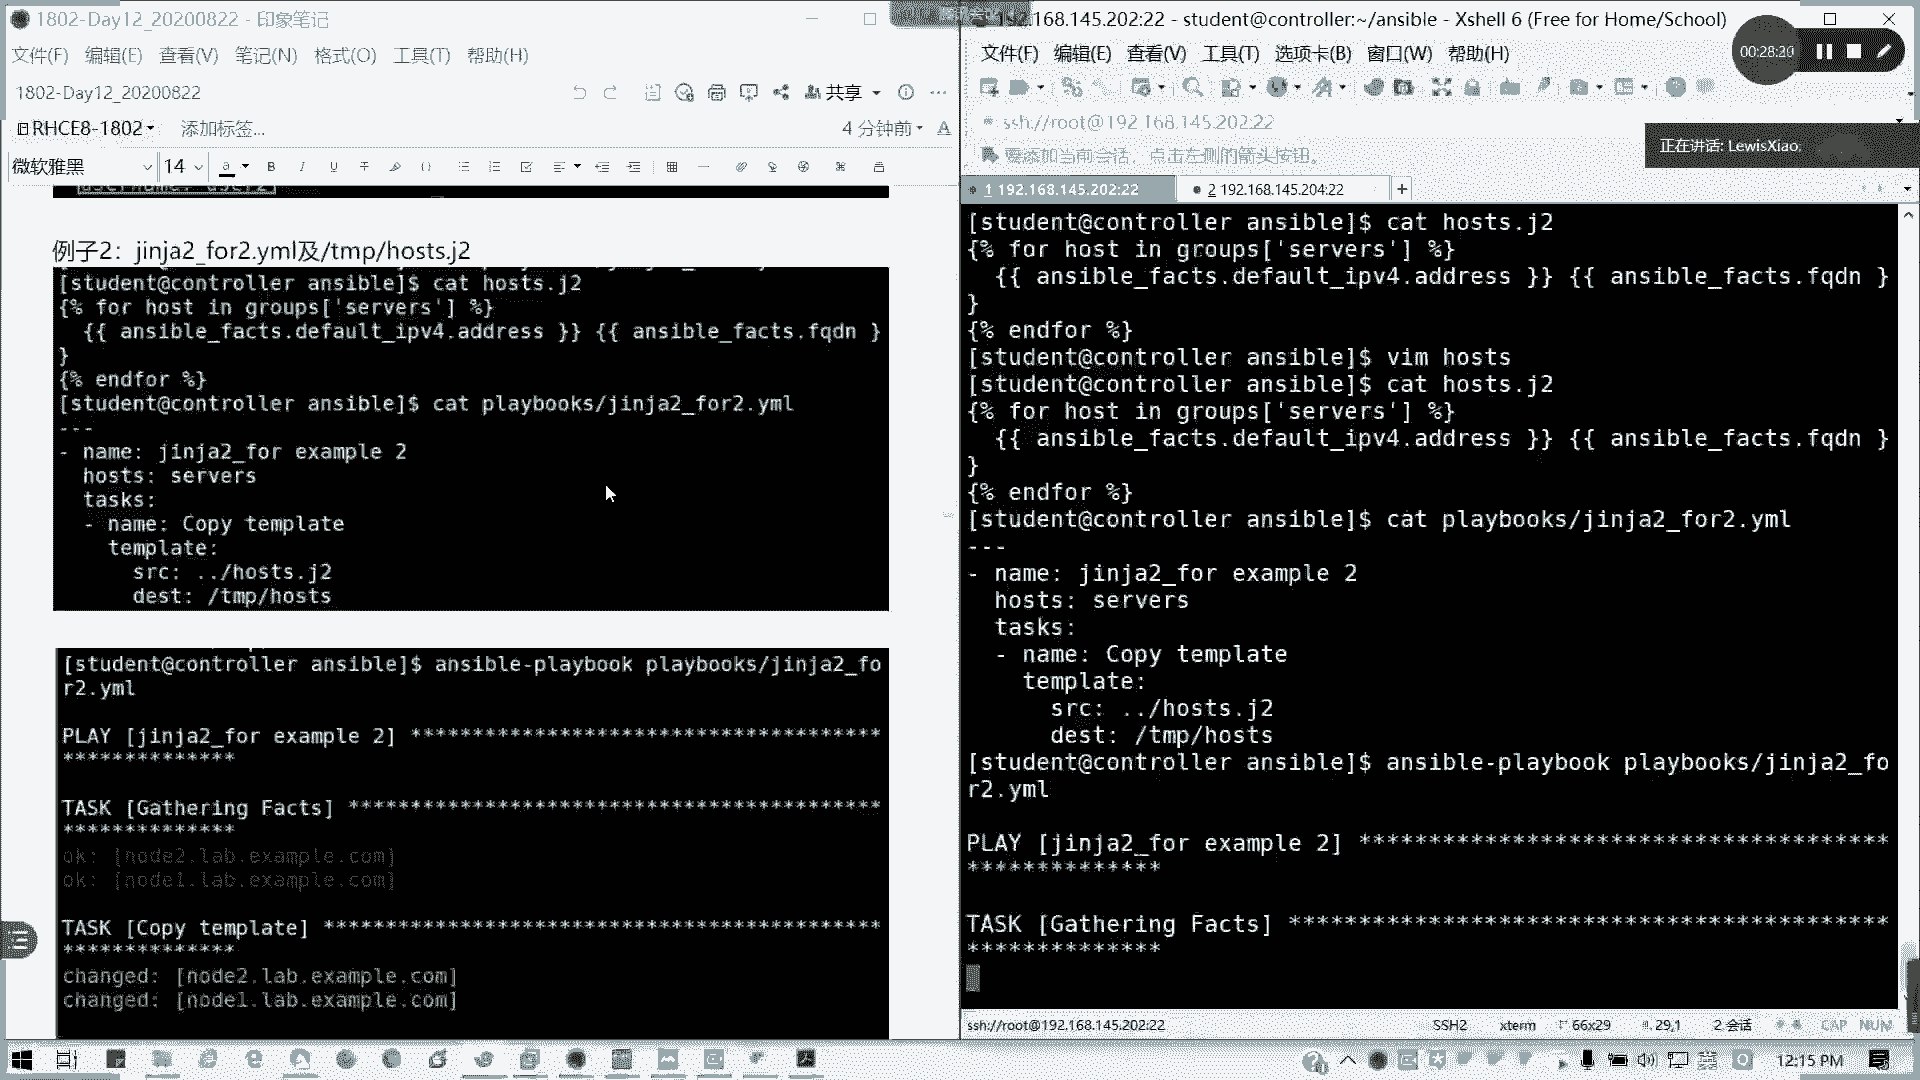 1802-Day12_20200822 - 印象笔记
文件(F) 编辑(E) 查看(V) 笔记(N) 格式(O) 工具(T) 帮助(H)
1802-Day12_20200822
共享
RHCE8-1802
添加标签...
4 分钟前
微软雅黑 14
例子2：jinja2_for2.yml及/tmp/hosts.j2
[student@controller ansible]$ cat hosts.j2
{% for host in groups['servers'] %}
  {{ ansible_facts.default_ipv4.address }} {{ ansible_facts.fqdn }
}
{% endfor %}
[student@controller ansible]$ cat playbooks/jinja2_for2.yml
---
- name: jinja2_for example 2
  hosts: servers
  tasks:
  - name: Copy template
    template:
      src: ../hosts.j2
      dest: /tmp/hosts
[student@controller ansible]$ ansible-playbook playbooks/jinja2_fo
r2.yml
PLAY [jinja2_for example 2] **************************************
**************
TASK [Gathering Facts] *******************************************
**************
ok: [node2.lab.example.com]
ok: [node1.lab.example.com]
TASK [Copy template] *********************************************
**************
changed: [node2.lab.example.com]
changed: [node1.lab.example.com]
192.168.145.202:22 - student@controller:~/ansible - Xshell 6 (Free for Home/School)
文件(F) 编辑(E) 查看(V) 工具(T) 选项卡(B) 窗口(W) 帮助(H)
00:28:20
ssh://root@192.168.145.202:22
要添加当前会话，点击左侧的箭头按钮。
正在讲话: LewisXiao;
1 192.168.145.202:22
2 192.168.145.204:22
+
[student@controller ansible]$ cat hosts.j2
{% for host in groups['servers'] %}
  {{ ansible_facts.default_ipv4.address }} {{ ansible_facts.fqdn }
}
{% endfor %}
[student@controller ansible]$ vim hosts
[student@controller ansible]$ cat hosts.j2
{% for host in groups['servers'] %}
  {{ ansible_facts.default_ipv4.address }} {{ ansible_facts.fqdn }
}
{% endfor %}
[student@controller ansible]$ cat playbooks/jinja2_for2.yml
---
- name: jinja2_for example 2
  hosts: servers
  tasks:
  - name: Copy template
    template:
      src: ../hosts.j2
      dest: /tmp/hosts
[student@controller ansible]$ ansible-playbook playbooks/jinja2_fo
r2.yml
PLAY [jinja2_for example 2] **************************************
**************
TASK [Gathering Facts] *******************************************
**************
ssh://root@192.168.145.202:22 SSH2 xterm 66x29 29,1 2 会话 CAP NUM
英 12:15 PM